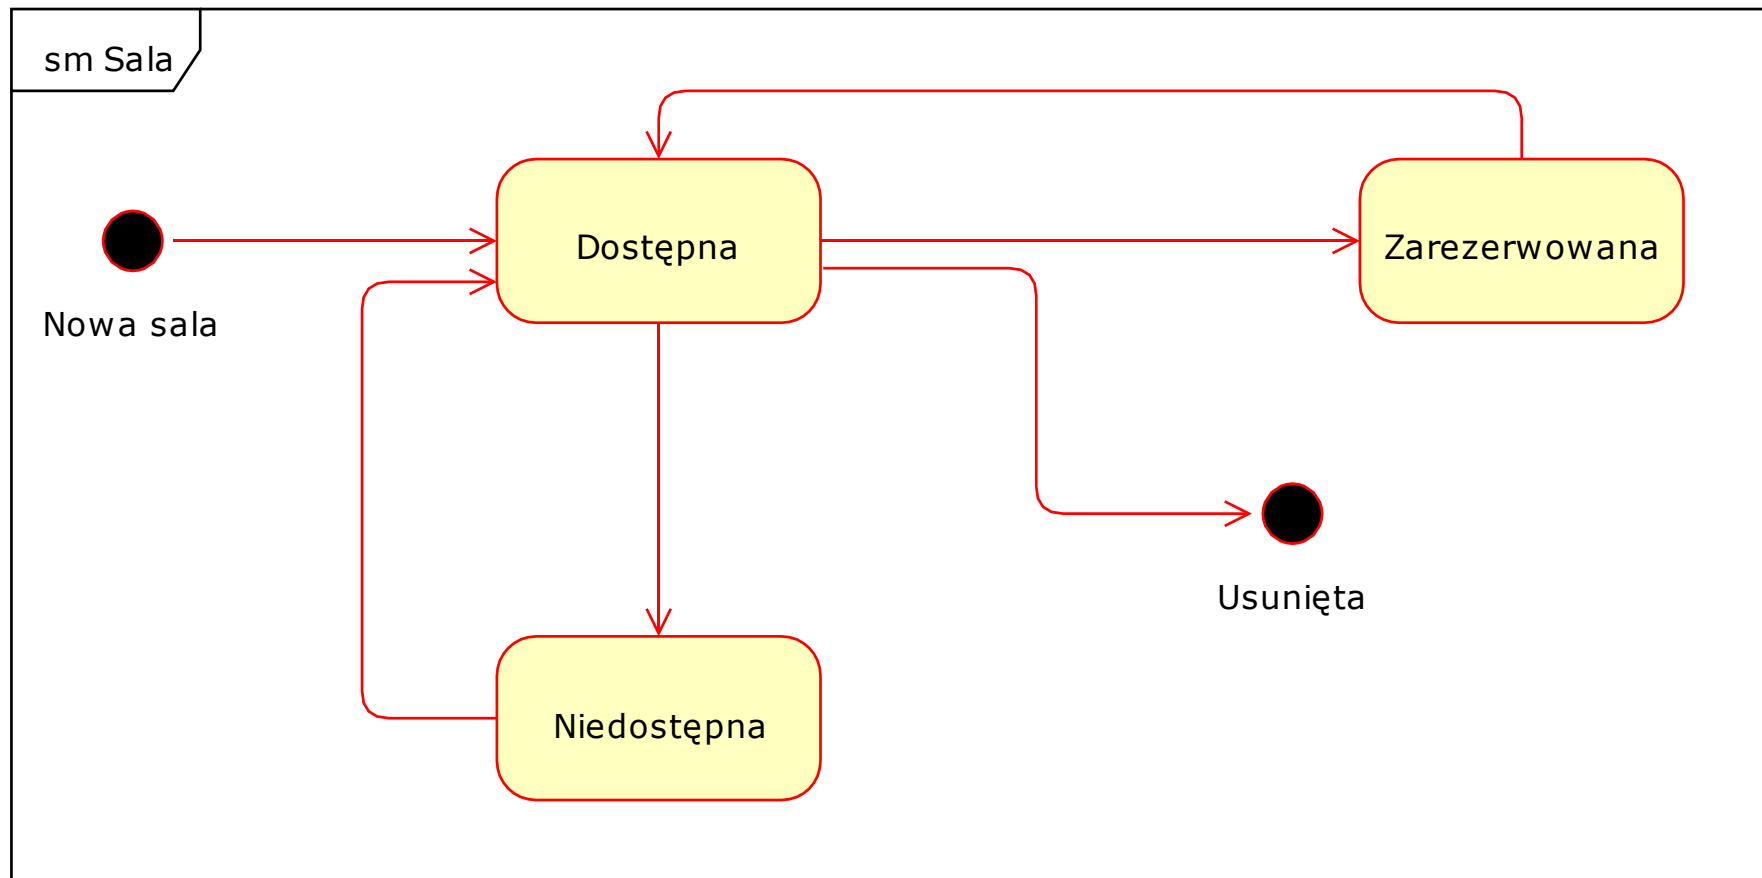 sm Sala
Dostępna
Zarezerwowana
Nowa sala
Usunięta
Niedostępna